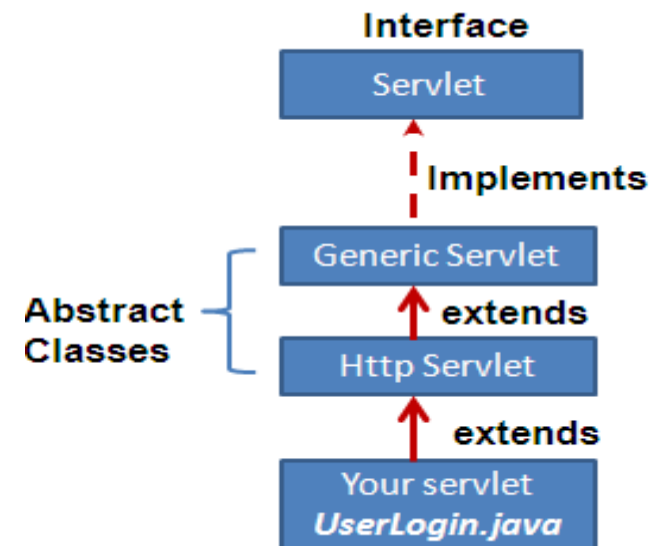 Interface
Servlet
Implements
Generic Servlet
Abstract
Classes
extends
Http Servlet
extends
Your servlet
UserLogin.java